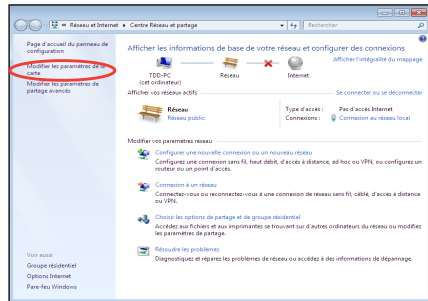 Réseau et Internet ▸ Centre Réseau et partage
Rechercher
Page d'accueil du panneau de
configuration
Modifier les paramètres de la
carte
Modifier les paramètres de
partage avancés
Afficher les informations de base de votre réseau et configurer des connexions
Afficher l'intégralité du mappage
TDD-PC
(cet ordinateur)
Réseau
Internet
Afficher vos réseaux actifs
Se connecter ou se déconnecter
Réseau
Réseau public
Type d'accès :
Pas d'accès Internet
Connexions :
Connexion au réseau local
Modifier vos paramètres réseau
Configurer une nouvelle connexion ou un nouveau réseau
Configurez une connexion sans fil, haut débit, d'accès à distance, ad hoc ou VPN, ou configurez un
routeur ou un point d'accès.
Connexion à un réseau
Connectez-vous ou reconnectez-vous à une connexion de réseau sans fil, câblé, d'accès à distance
ou VPN.
Choisir les options de partage et de groupe résidentiel
Accédez aux fichiers et aux imprimantes se trouvant sur d'autres ordinateurs du réseau ou modifiez
les paramètres de partage.
Résoudre les problèmes
Diagnostiquez et réparez les problèmes de réseau ou accédez à des informations de dépannage.
Voir aussi
Groupe résidentiel
Options Internet
Pare-feu Windows